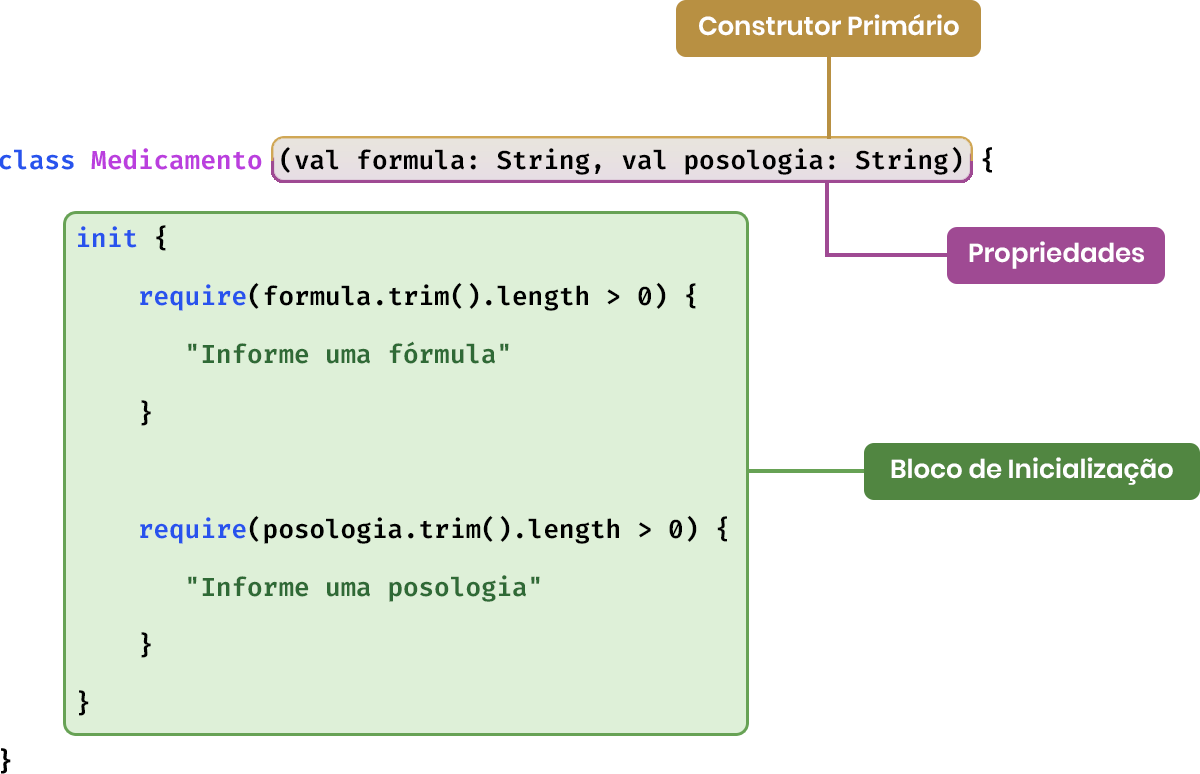 Construtor Primário
class Medicamento (val formula: String, val posologia: String) {
init {
Propriedades
require(formula.trim().length > 0) {
"Informe uma fórmula"
}
Bloco de Inicialização
require(posologia.trim().length > 0) {
"Informe uma posologia"
}
}
}